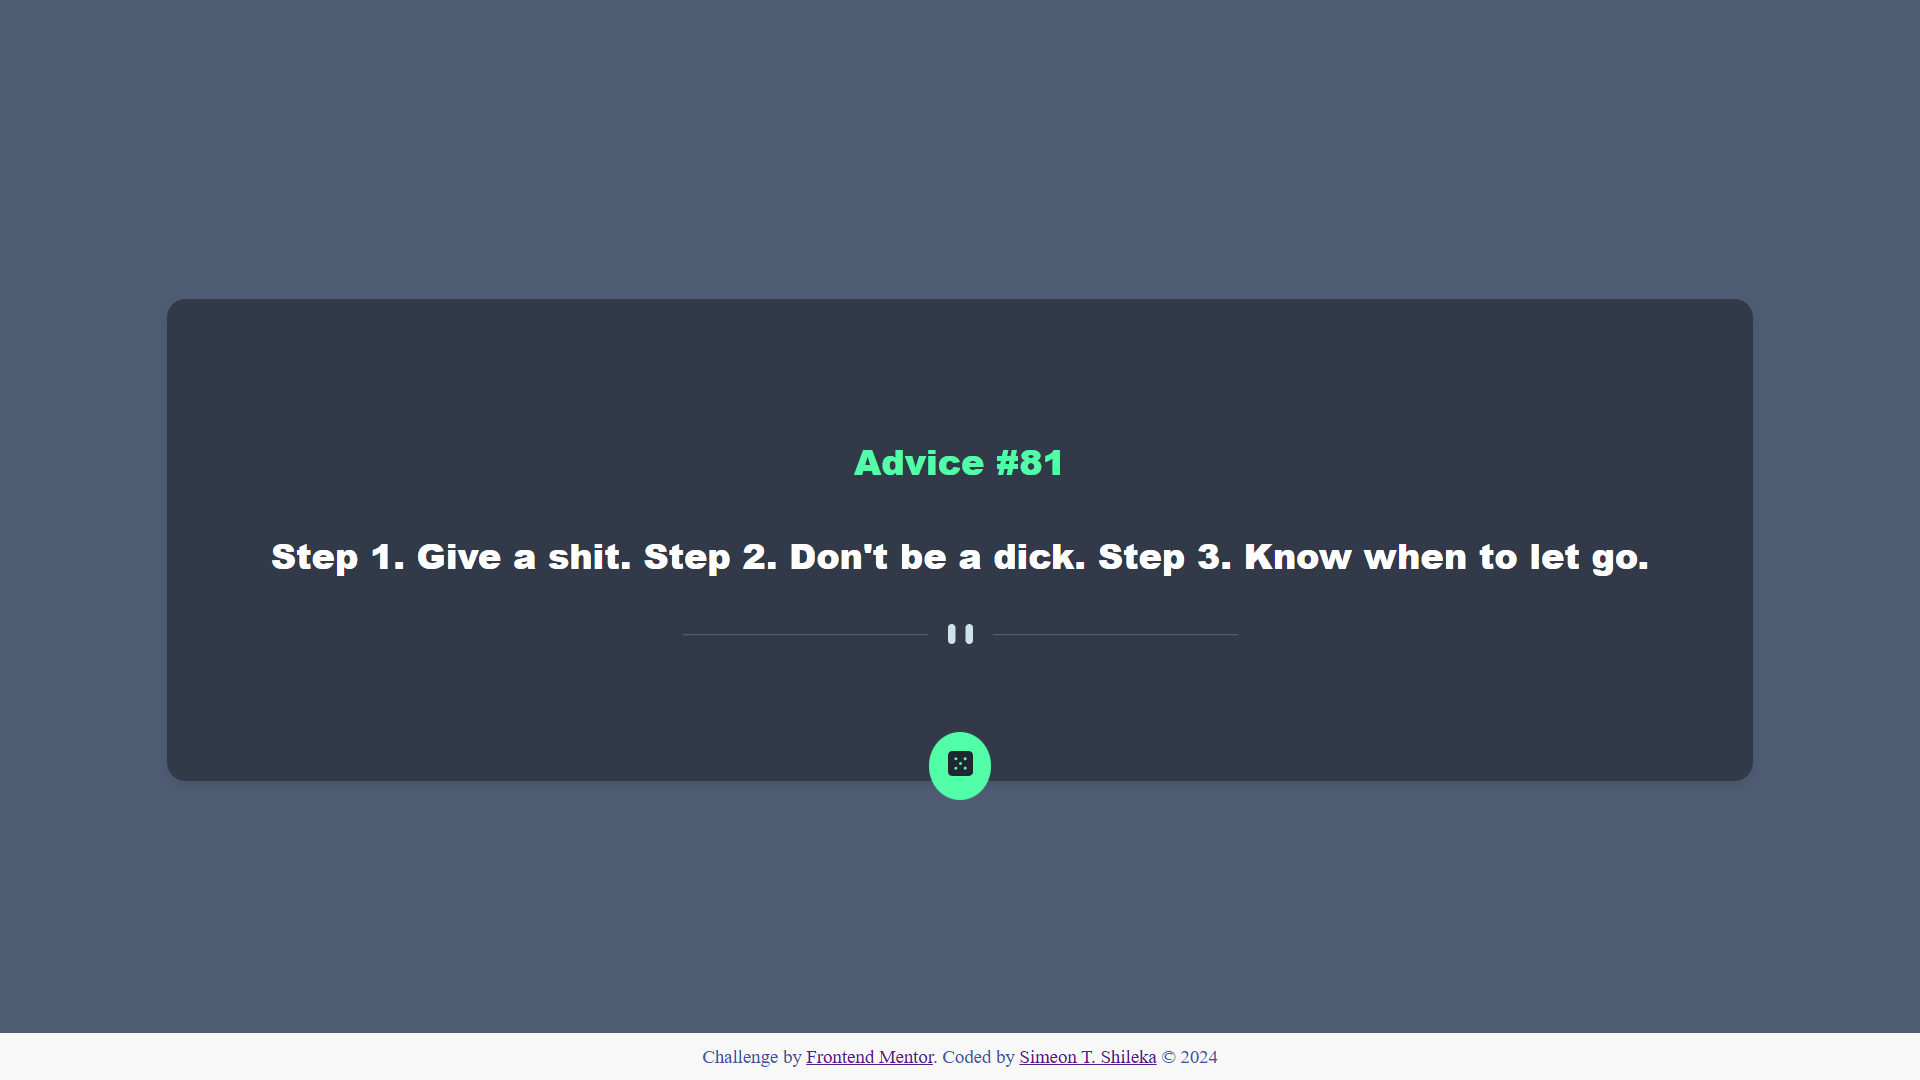 Advice #81
Step 1. Give a shit. Step 2. Don't be a dick. Step 3. Know when to let go.
Challenge by Frontend Mentor. Coded by Simeon T. Shileka © 2024